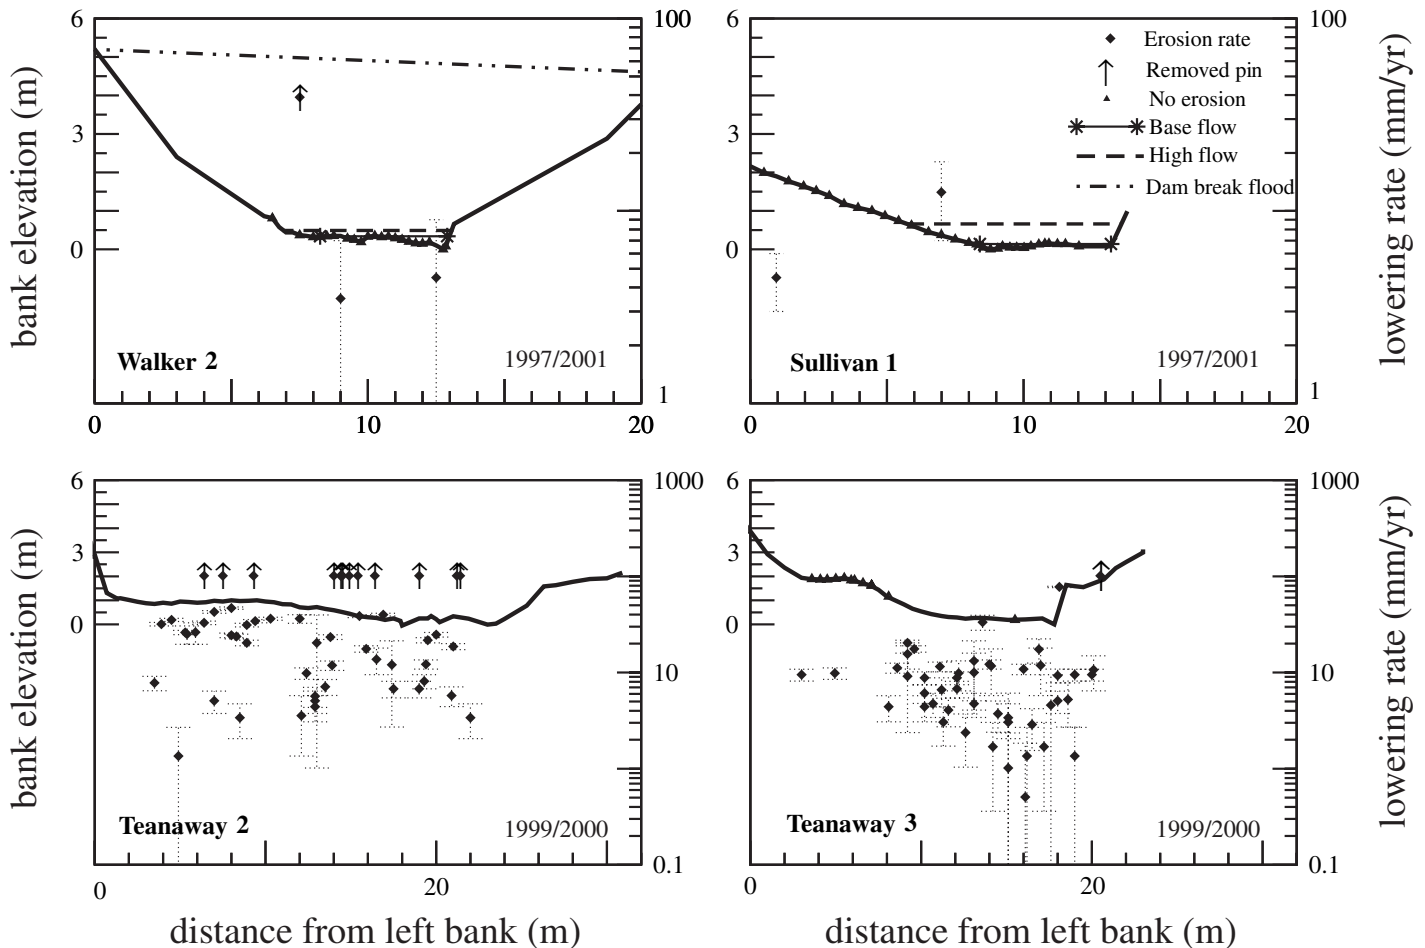 6
3
0
bank elevation (m)
100
1
Walker 2
1997/2001
0
10
20
6
3
0
Erosion rate
Removed pin
No erosion
Base flow
High flow
Dam break flood
100
1
lowering rate (mm/yr)
Sullivan 1
1997/2001
0
10
20
6
3
0
bank elevation (m)
1000
10
0.1
Teanaway 2
1999/2000
0
20
distance from left bank (m)
6
3
0
1000
10
0.1
lowering rate (mm/yr)
Teanaway 3
1999/2000
0
20
distance from left bank (m)